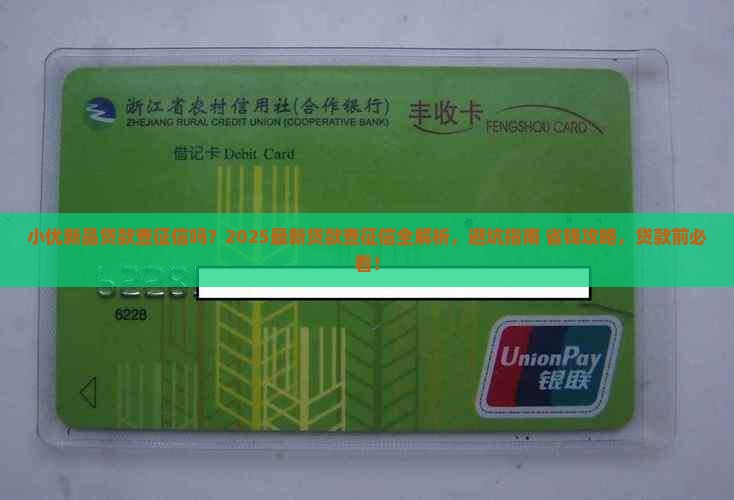 浙江省农村信用社(合作银行)
ZHEJIANG RURAL CREDIT UNION (COOPERATIVE BANK)
丰收卡
FENGSHOU CARD
借记卡 Debit Card
小优数易贷款查征信吗？2025最新贷款查征信全解析，避坑指南 省钱攻略，贷款前必
看！
6228
6228
UnionPay
银联